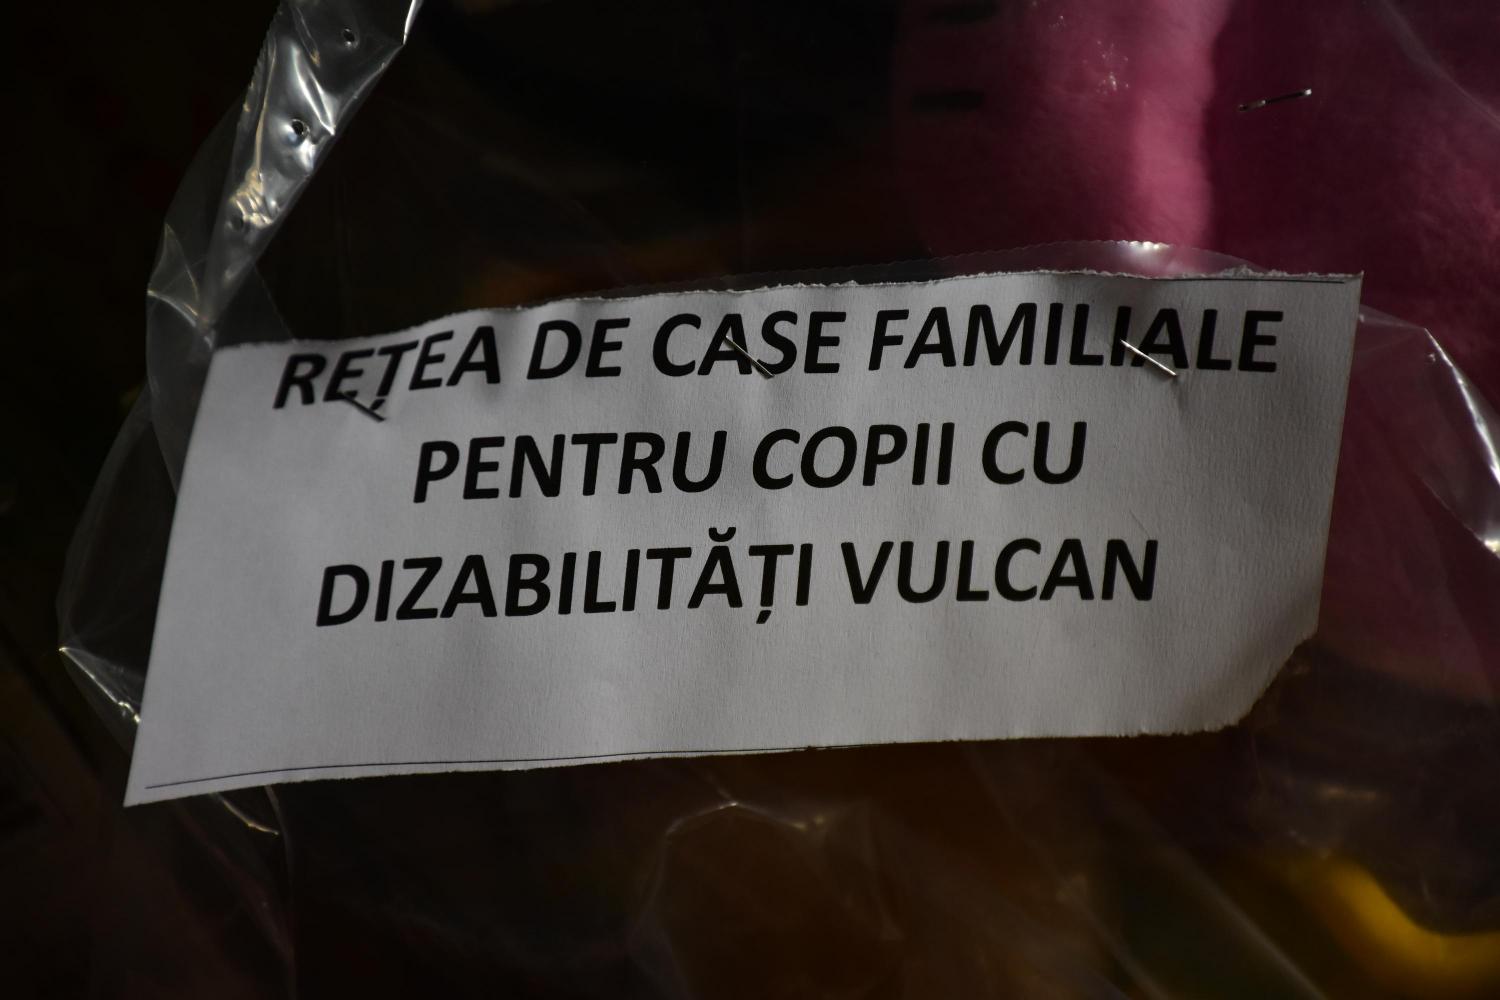 REȚEA DE CASE FAMILIALE
PENTRU COPII CU
DIZABILITĂȚI VULCAN